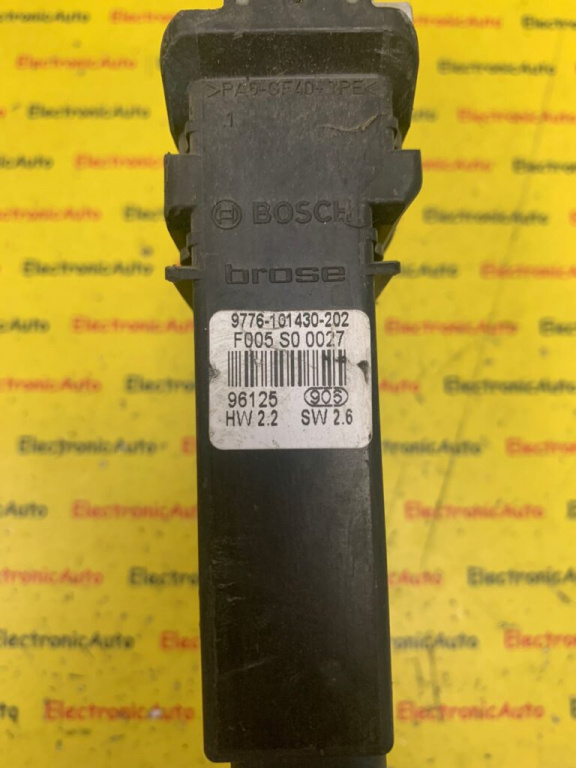 >PA6-GF40-TPE<
1
BOSCH
brose
9776-101430-202
F005 S0 0027
96125 905
HW 2.2 SW 2.6
ElectronicAuto